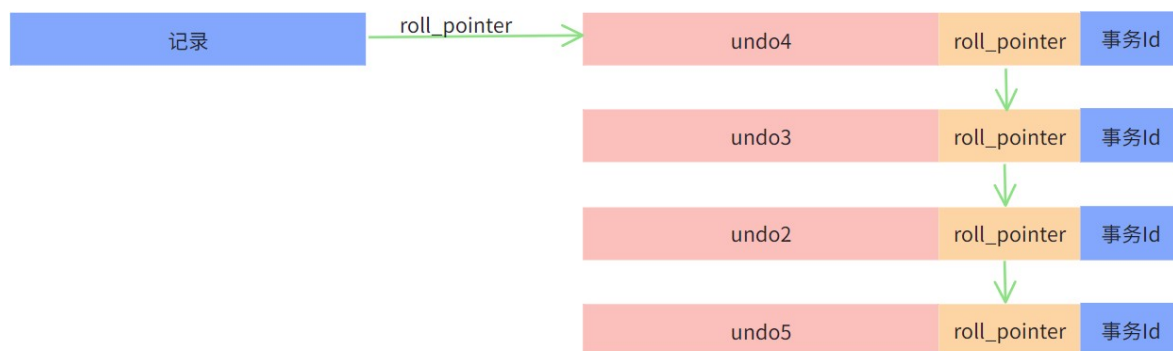 记录 roll_pointer undo4 roll_pointer 事务Id
undo3 roll_pointer 事务Id
undo2 roll_pointer 事务Id
undo5 roll_pointer 事务Id